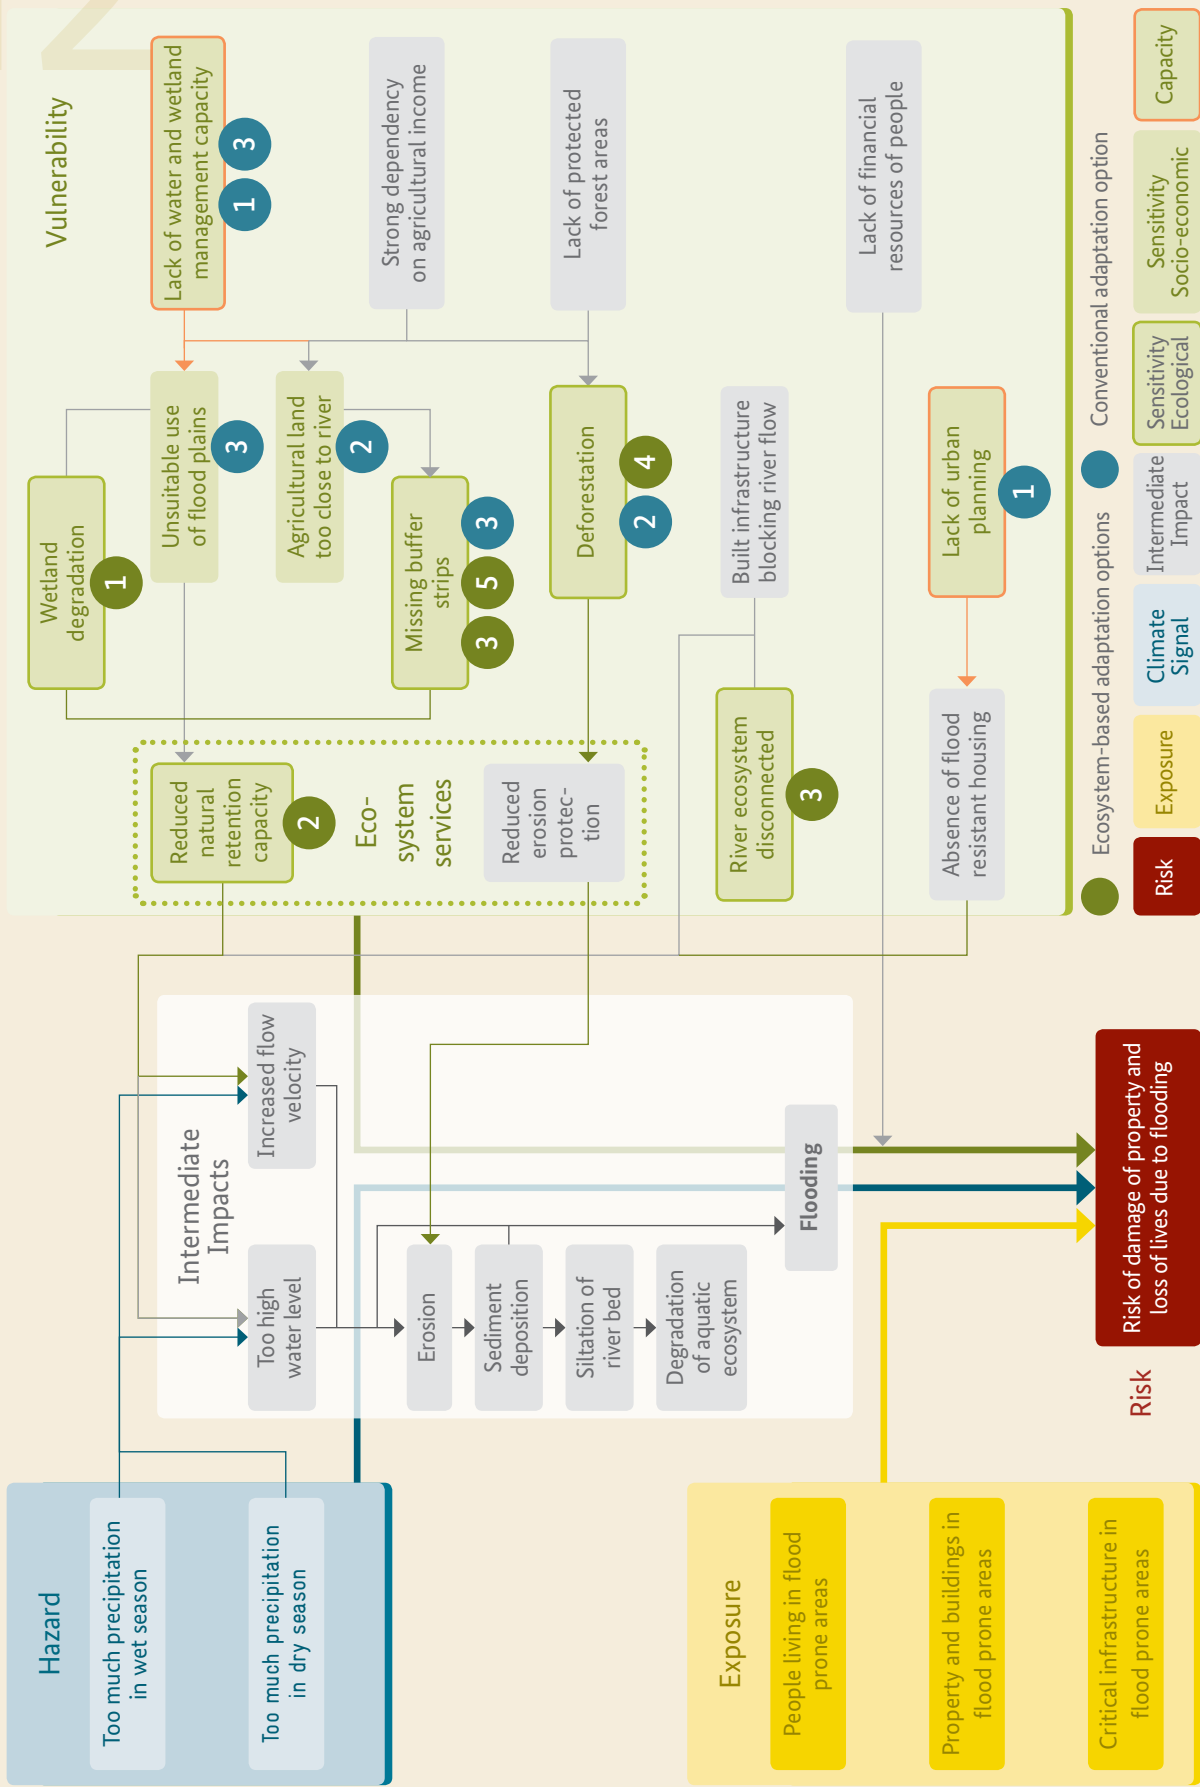 Hazard
Too much precipitation
in wet season
Too much precipitation
in dry season
Exposure
People living in flood
prone areas
Property and buildings in
flood prone areas
Critical infrastructure in
flood prone areas
Intermediate
Impacts
Too high
water level
Increased flow
velocity
Erosion
Sediment
deposition
Siltation of
river bed
Degradation
of aquatic
ecosystem
Flooding
Risk
Risk of damage of property and
loss of lives due to flooding
Vulnerability
Wetland
degradation
1
Lack of water and wetland
management capacity
1
3
Reduced
natural
retention
capacity
2
Unsuitable use
of flood plains
3
Agricultural land
too close to river
2
Strong dependency
on agricultural income
Eco-
system
services
Missing buffer
strips
3
5
3
Reduced
erosion
protec-
tion
Deforestation
2
4
Lack of protected
forest areas
River ecosystem
disconnected
3
Built infrastructure
blocking river flow
Lack of financial
resources of people
Absence of flood
resistant housing
Lack of urban
planning
1
Ecosystem-based adaptation options
Conventional adaptation option
Risk
Exposure
Climate
Signal
Intermediate
Impact
Sensitivity
Ecological
Sensitivity
Socio-economic
Capacity